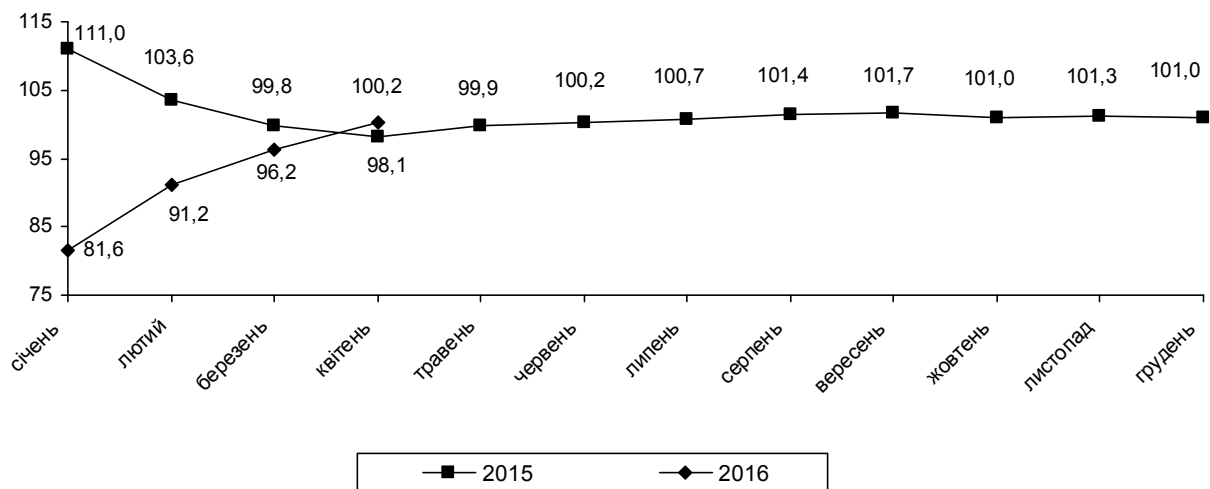 115
105
95
85
75
111,0
103,6
99,8
100,2
99,9
100,2
100,7
101,4
101,7
101,0
101,3
101,0
98,1
96,2
91,2
81,6
січень
лютий
березень
квітень
травень
червень
липень
серпень
вересень
жовтень
листопад
грудень
2015
2016